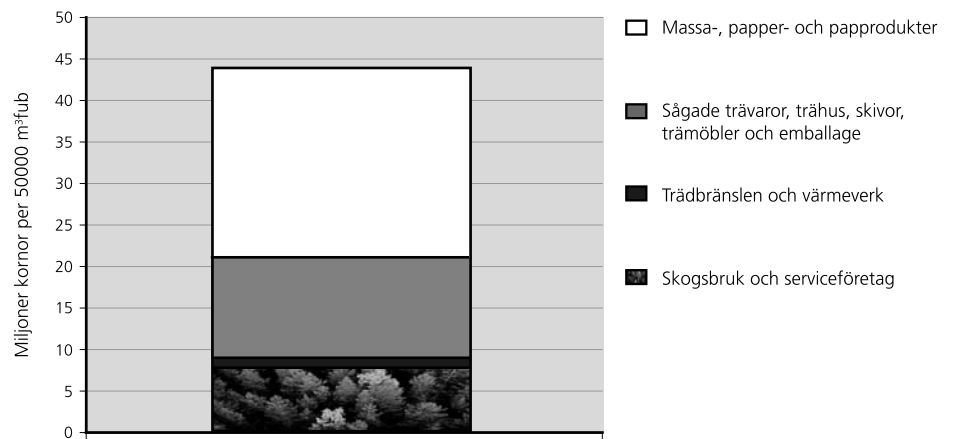 Miljoner kornor per 50000 m³fub
50
45
40
35
30
25
20
15
10
5
0
Massa-, papper- och papprodukter
Sågade trävaror, trähus, skivor,
trämöbler och emballage
Trädbränslen och värmeverk
Skogsbruk och serviceföretag